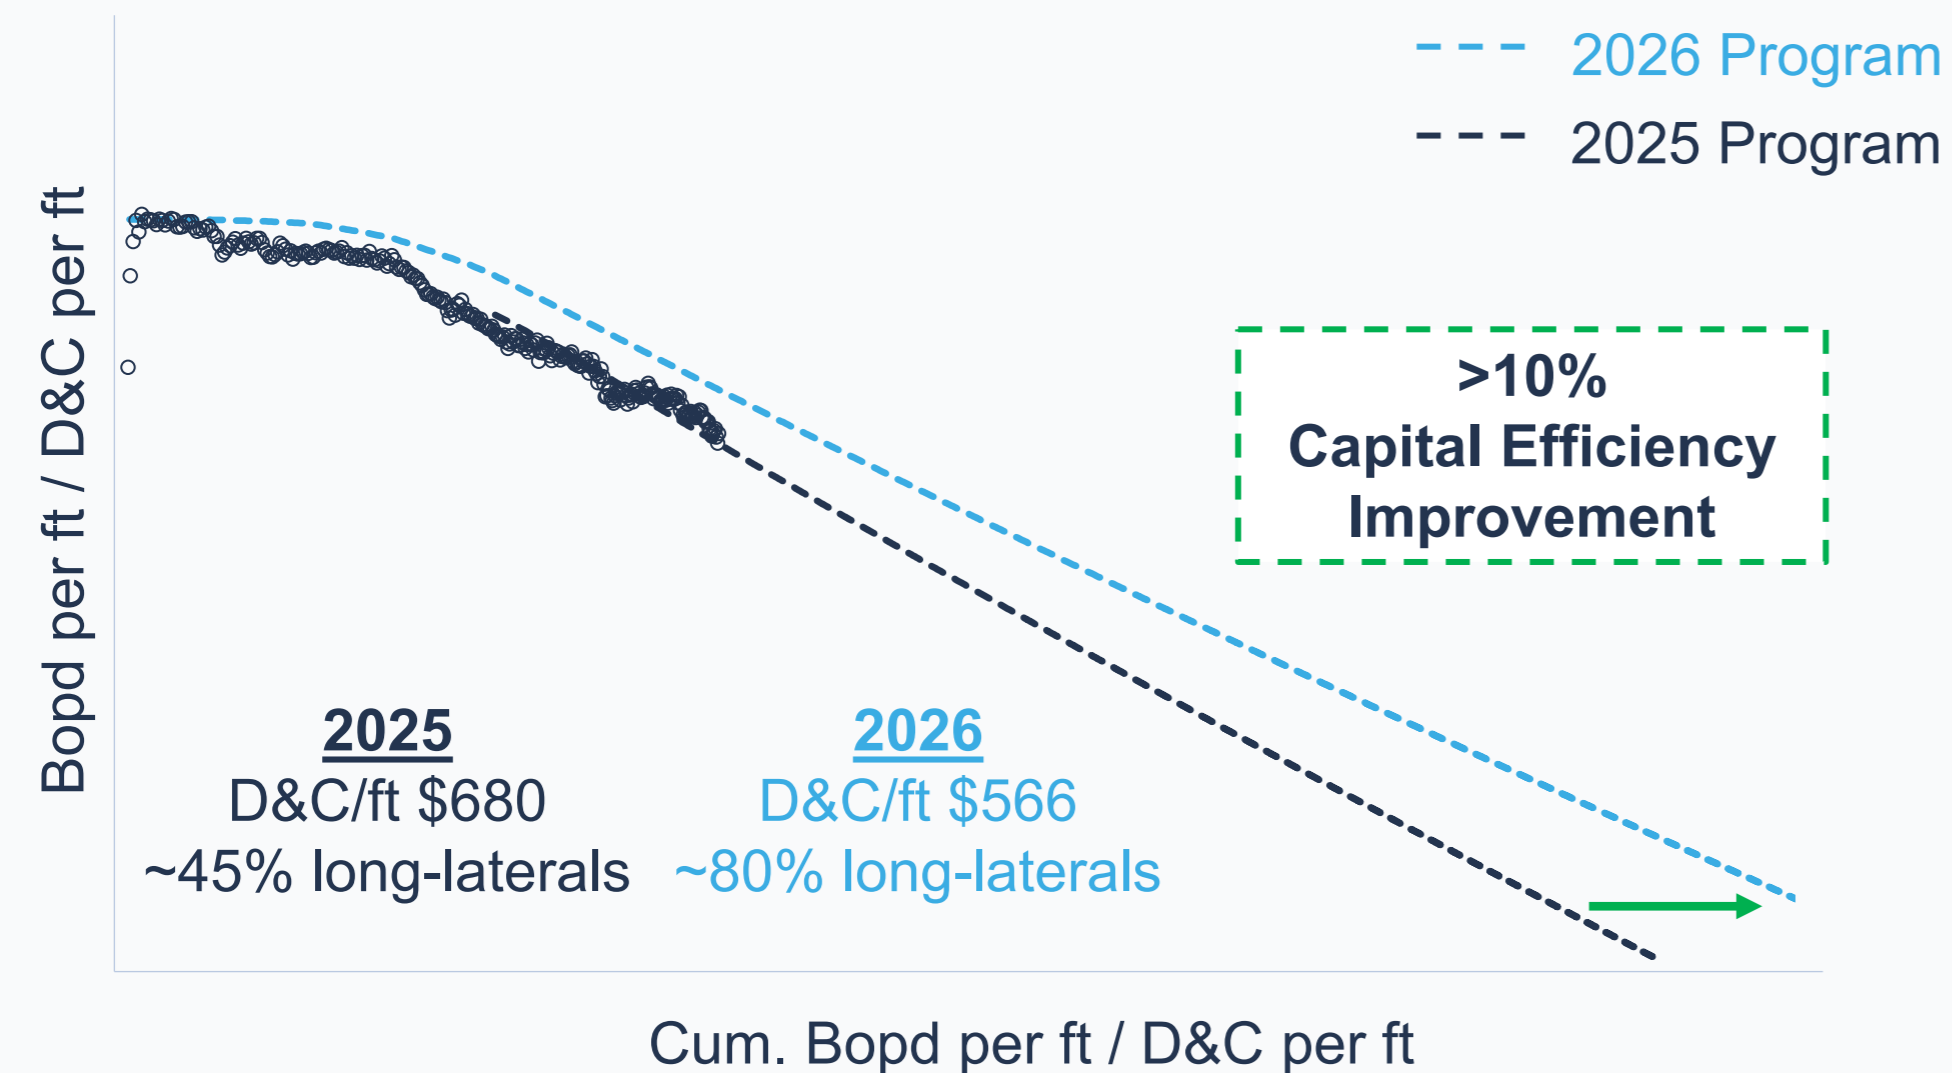 2026 Program
2025 Program
Bopd per ft / D&C per ft
>10%
Capital Efficiency
Improvement
2025
D&C/ft $680
~45% long-laterals
2026
D&C/ft $566
~80% long-laterals
Cum. Bopd per ft / D&C per ft